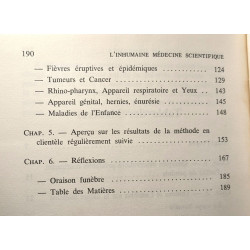 190 L'INHUMAINE MÉDECINE SCIENTIFIQUE
— Fièvres éruptives et épidémiques ............ 124
— Tumeurs et Cancer ............ 129
— Rhino-pharynx, Appareil respiratoire et Yeux .. 143
— Appareil génital, hernies, énurésie ............ 145
— Maladies de l'Enfance ............ 148
CHAP. 5. — Aperçu sur les résultats de la méthode en
clientèle régulièrement suivie ............ 153
CHAP. 6. — Réflexions ............ 167
— Oraison funèbre ............ 185
— Table des Matières ............ 189